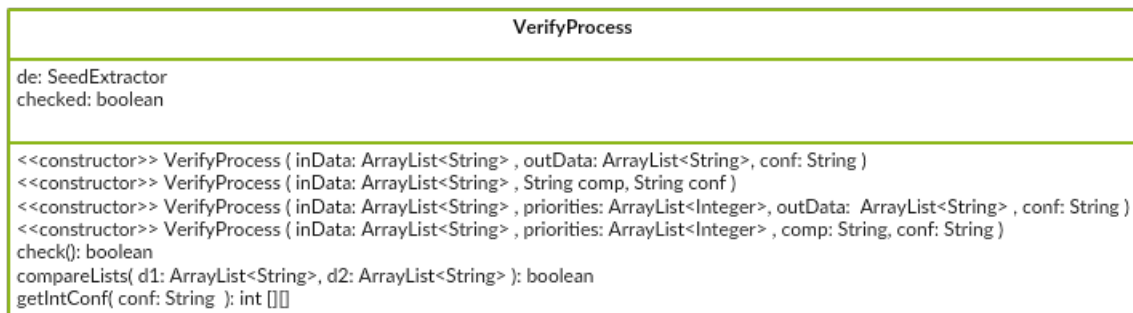 VerifyProcess
de: SeedExtractor
checked: boolean
<<constructor>> VerifyProcess ( inData: ArrayList<String> , outData: ArrayList<String>, conf: String )
<<constructor>> VerifyProcess ( inData: ArrayList<String> , String comp, String conf )
<<constructor>> VerifyProcess ( inData: ArrayList<String> , priorities: ArrayList<Integer>, outData:  ArrayList<String> , conf: String )
<<constructor>> VerifyProcess ( inData: ArrayList<String> , priorities: ArrayList<Integer> , comp: String, conf: String )
check(): boolean
compareLists( d1: ArrayList<String>, d2: ArrayList<String> ): boolean
getIntConf( conf: String  ): int [][]